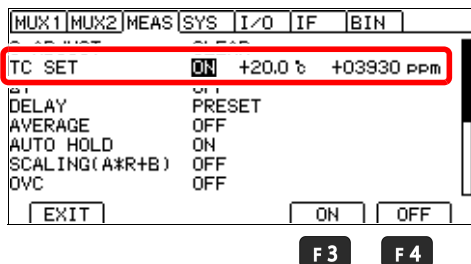 MUX1 MUX2 MEAS SYS I/O IF BIN
TC SET ON +20.0 ℃ +03930 ppm
DELAY PRESET
AVERAGE OFF
AUTO HOLD ON
SCALING(A*R+B) OFF
OVC OFF
EXIT ON OFF
F3 F4